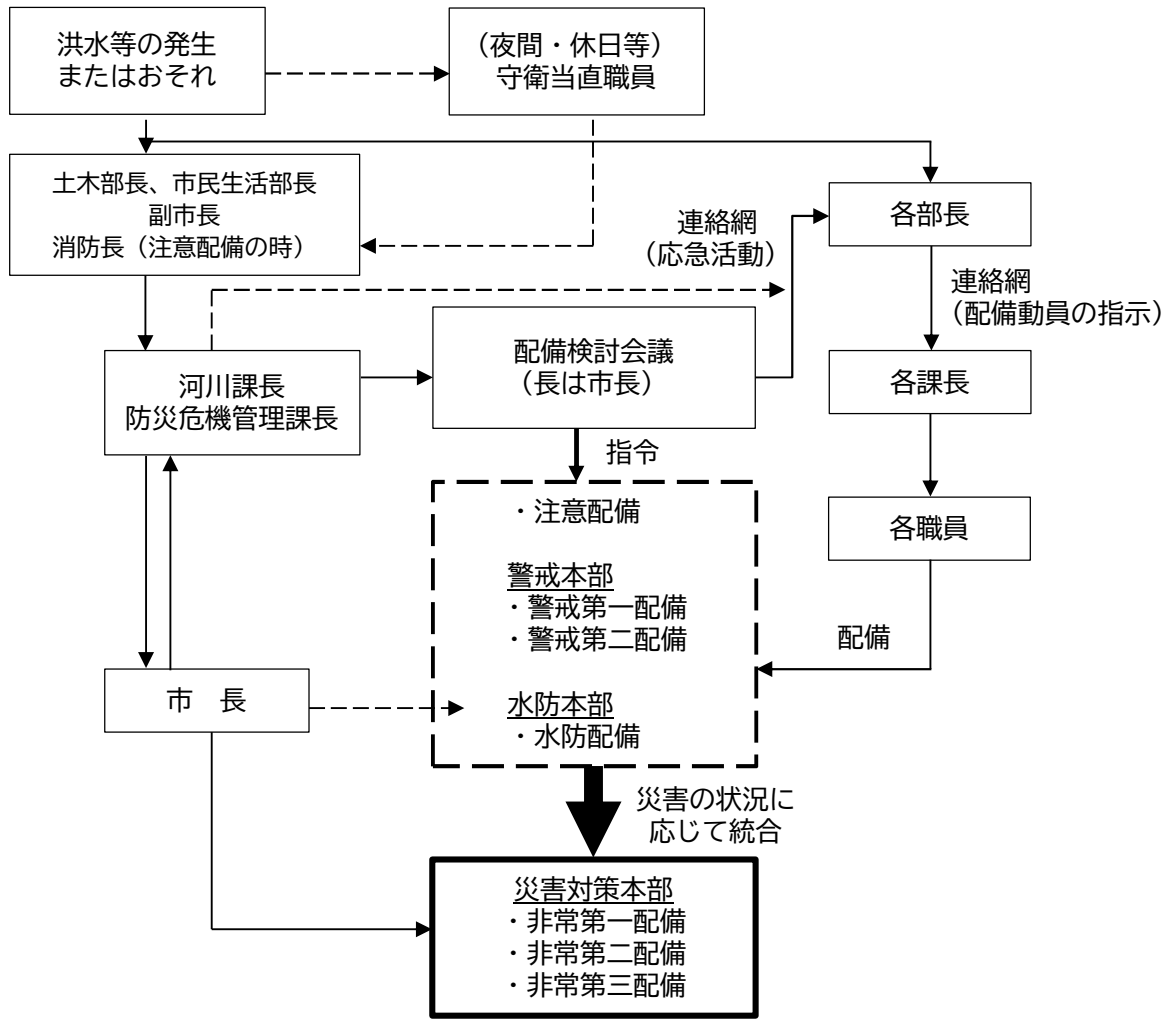 洪水等の発生
またはおそれ
（夜間・休日等）
守衛当直職員
土木部長、市民生活部長
副市長
消防長（注意配備の時）
連絡網
（応急活動）
各部長
連絡網
（配備動員の指示）
河川課長
防災危機管理課長
配備検討会議
（長は市長）
各課長
指令
・注意配備
警戒本部
・警戒第一配備
・警戒第二配備
水防本部
・水防配備
各職員
配備
市　長
災害の状況に
応じて統合
災害対策本部
・非常第一配備
・非常第二配備
・非常第三配備